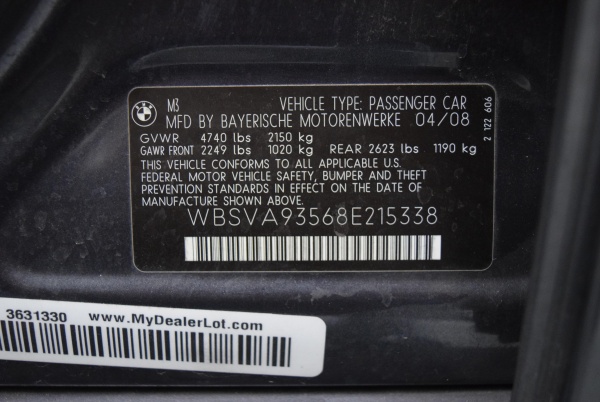 M3 VEHICLE TYPE: PASSENGER CAR
MFD BY BAYERISCHE MOTORENWERKE 04/08
GVWR 4740 lbs 2150 kg
GAWR FRONT 2249 lbs 1020 kg REAR 2623 lbs 1190 kg
THIS VEHICLE CONFORMS TO ALL APPLICABLE U.S.
FEDERAL MOTOR VEHICLE SAFETY, BUMPER AND THEFT
PREVENTION STANDARDS IN EFFECT ON THE DATE OF
MANUFACTURE SHOWN ABOVE.
WBSVA93568E215338
2 122 606
3631330 www.MyDealerLot.com